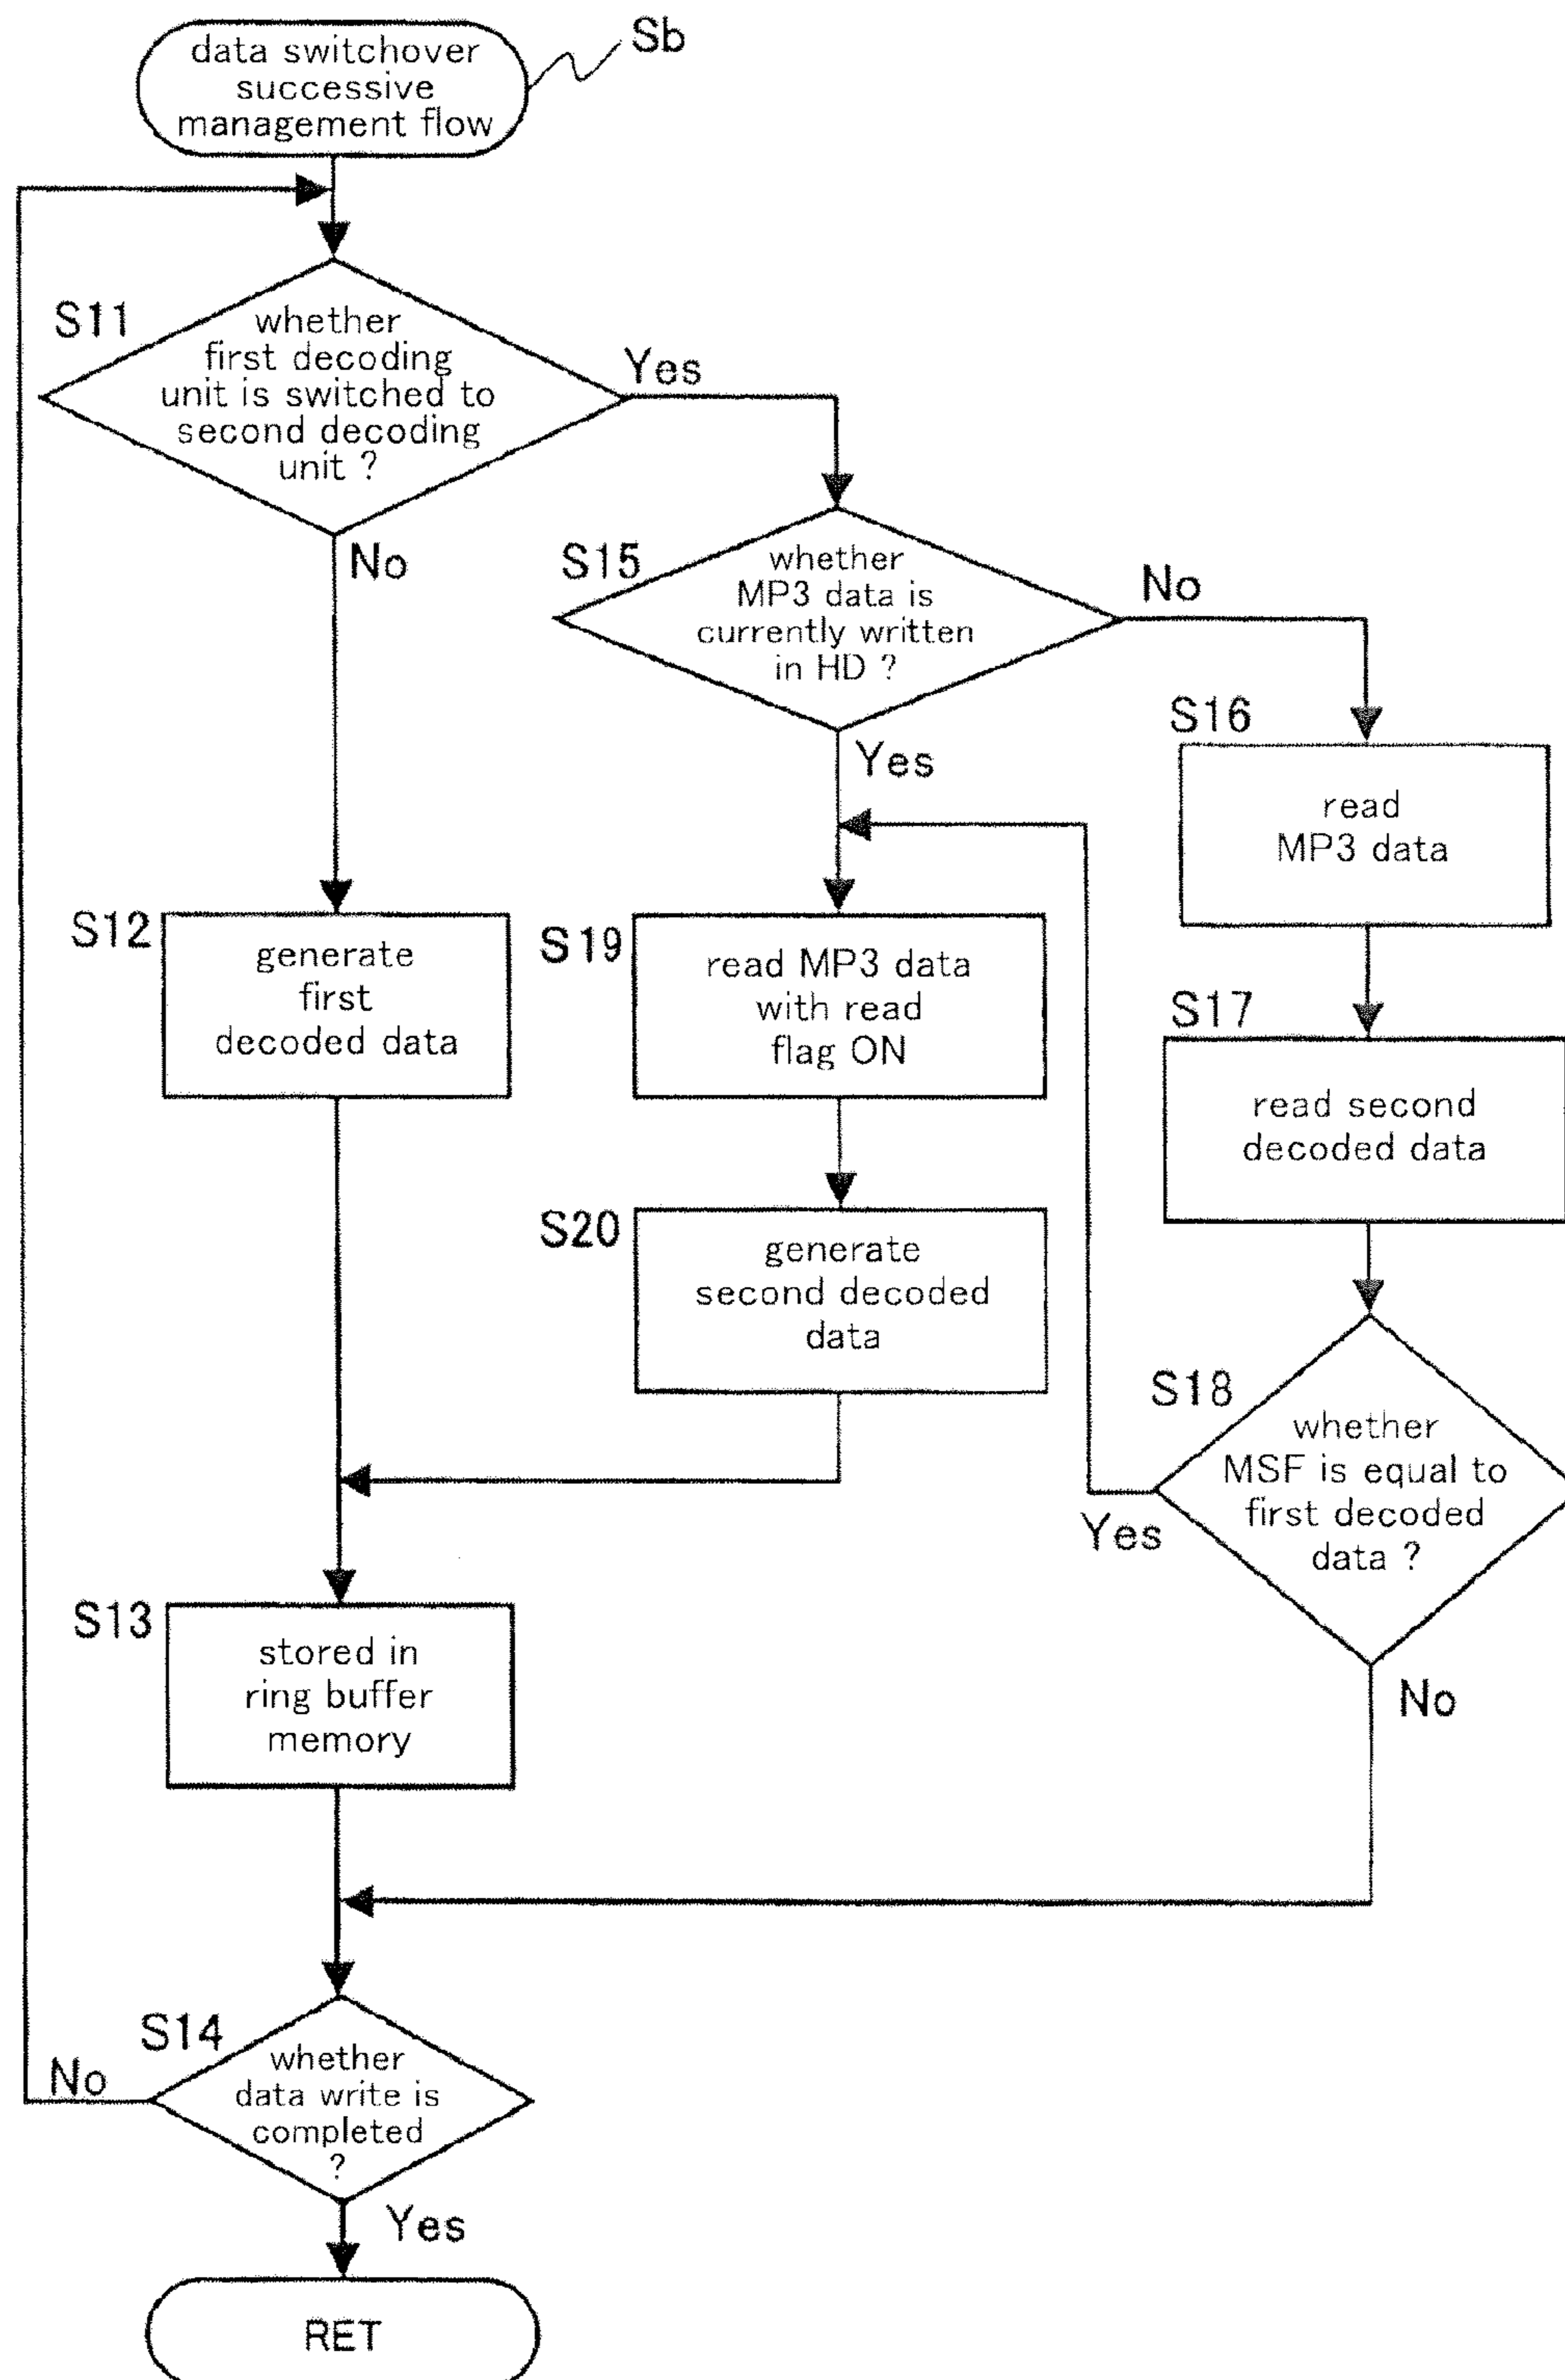 data switchover
successive
management flow
Sb
S11
whether
first decoding
unit is switched to
second decoding
unit ?
Yes
No
S15
whether
MP3 data is
currently written
in HD ?
No
Yes
S16
read
MP3 data
S12
generate
first
decoded data
S19
read MP3 data
with read
flag ON
S17
read second
decoded data
S20
generate
second decoded
data
S18
whether
MSF is equal to
first decoded
data ?
Yes
No
S13
stored in
ring buffer
memory
S14
whether
data write is
completed
?
No
Yes
RET